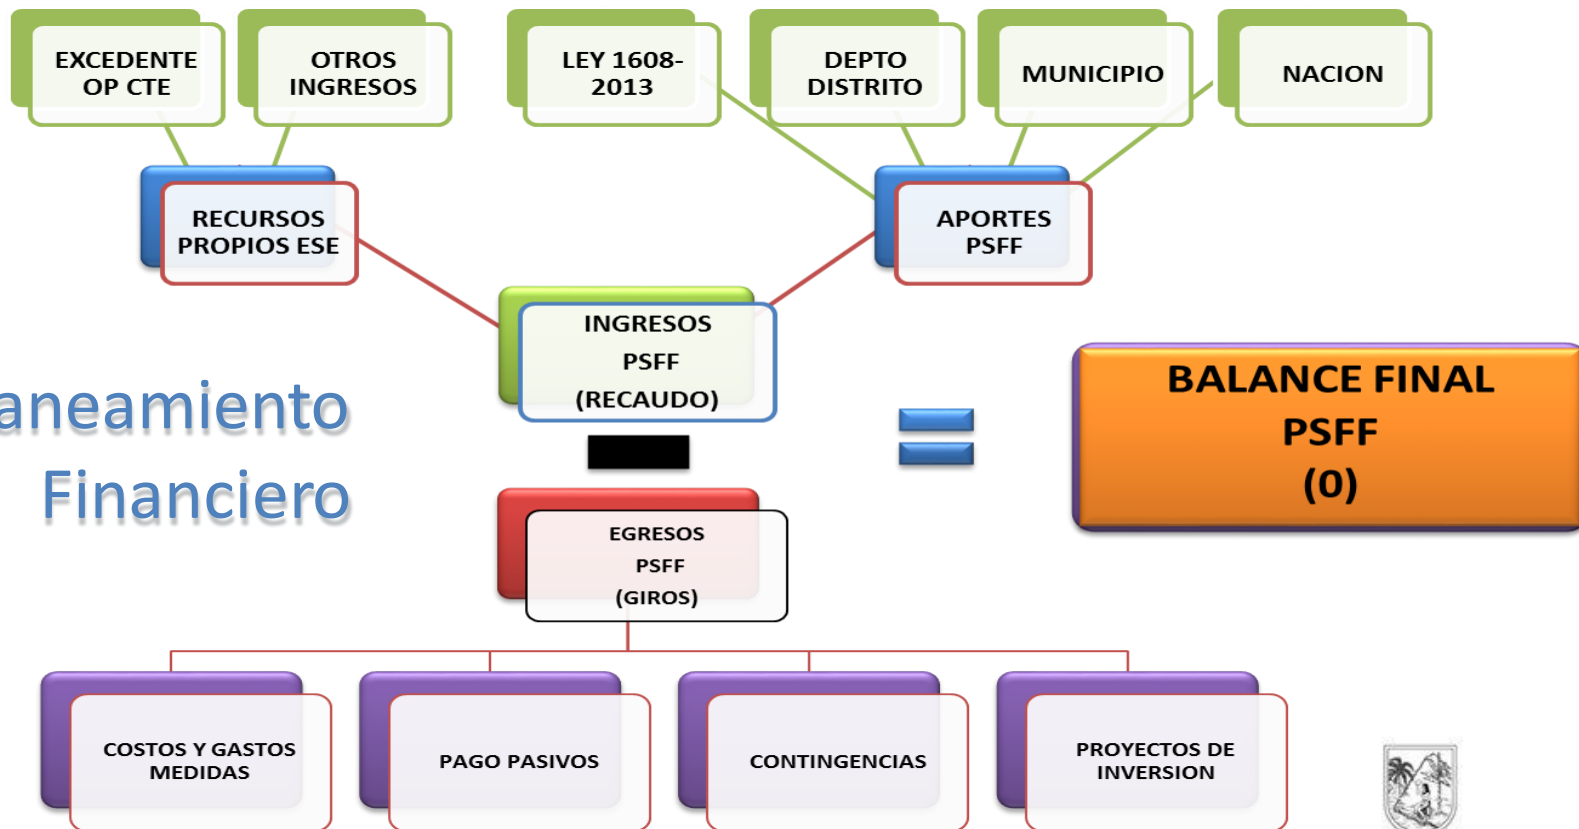 EXCEDENTE
OP CTE
OTROS
INGRESOS
LEY 1608-
2013
DEPTO
DISTRITO
MUNICIPIO
NACION
RECURSOS
PROPIOS ESE
APORTES
PSFF
INGRESOS
PSFF
(RECAUDO)
aneamiento
Financiero
BALANCE FINAL
PSFF
(0)
EGRESOS
PSFF
(GIROS)
COSTOS Y GASTOS
MEDIDAS
PAGO PASIVOS
CONTINGENCIAS
PROYECTOS DE
INVERSION